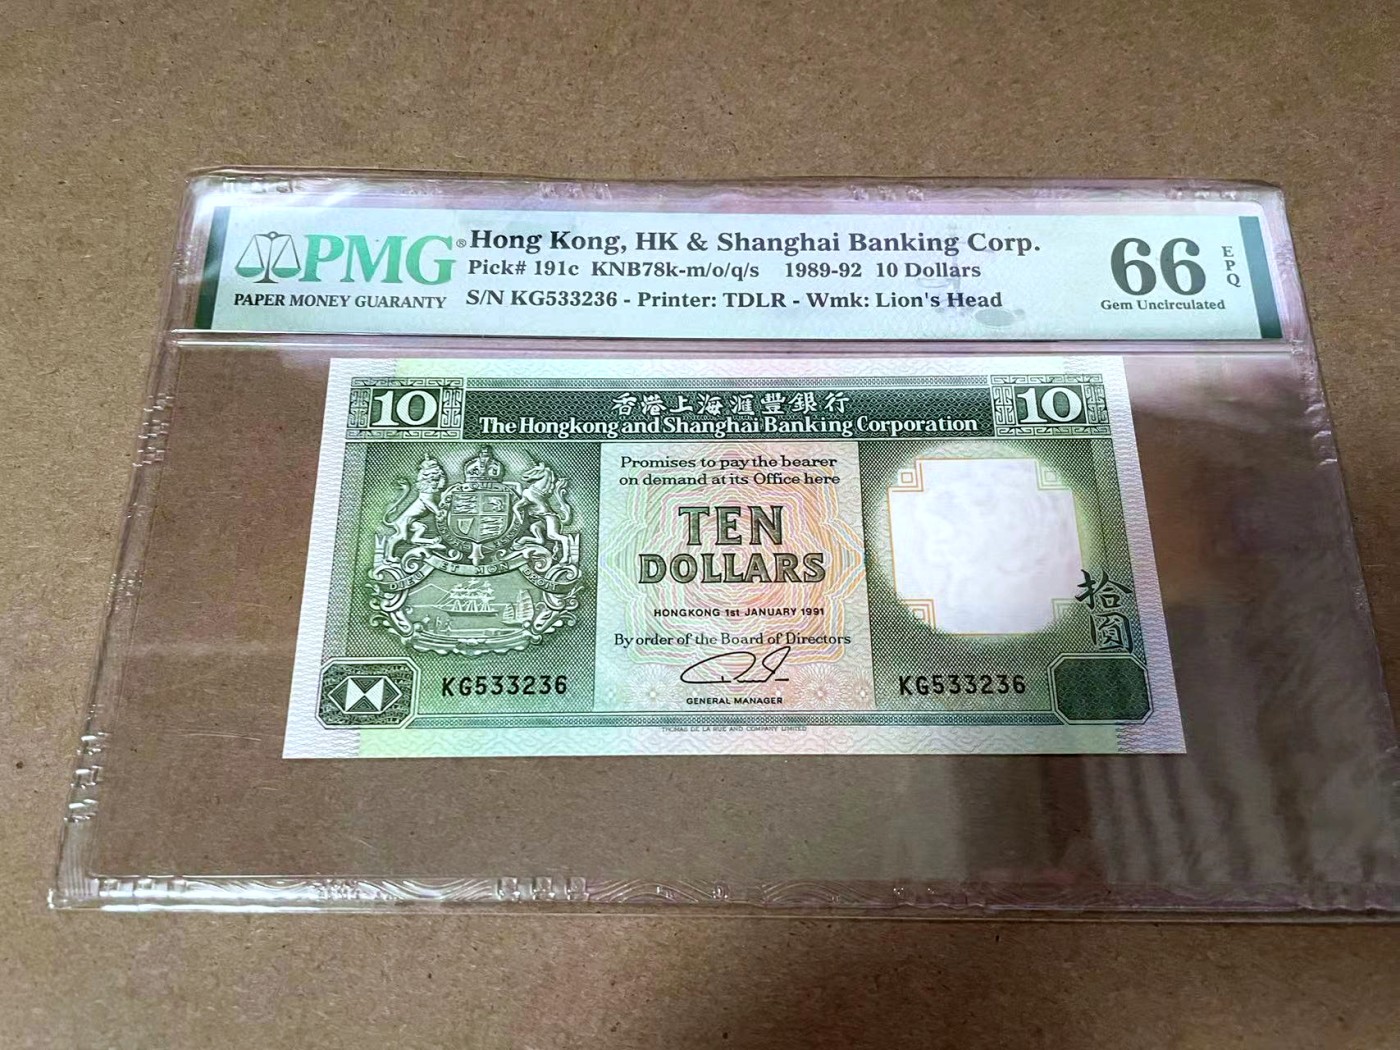 PMG® Hong Kong, HK & Shanghai Banking Corp.
Pick# 191c KNB78k-m/o/q/s 1989-92 10 Dollars
PAPER MONEY GUARANTY S/N KG533236 - Printer: TDLR - Wmk: Lion's Head
66 EPQ
Gem Uncirculated
10 香港上海滙豐銀行 10
The Hongkong and Shanghai Banking Corporation
Promises to pay the bearer
on demand at its Office here
TEN
DOLLARS
拾圓
DIEU ET MON DROIT
HONGKONG 1st JANUARY 1991
By order of the Board of Directors
KG533236 KG533236
GENERAL MANAGER
THOMAS DE LA RUE AND COMPANY LIMITED